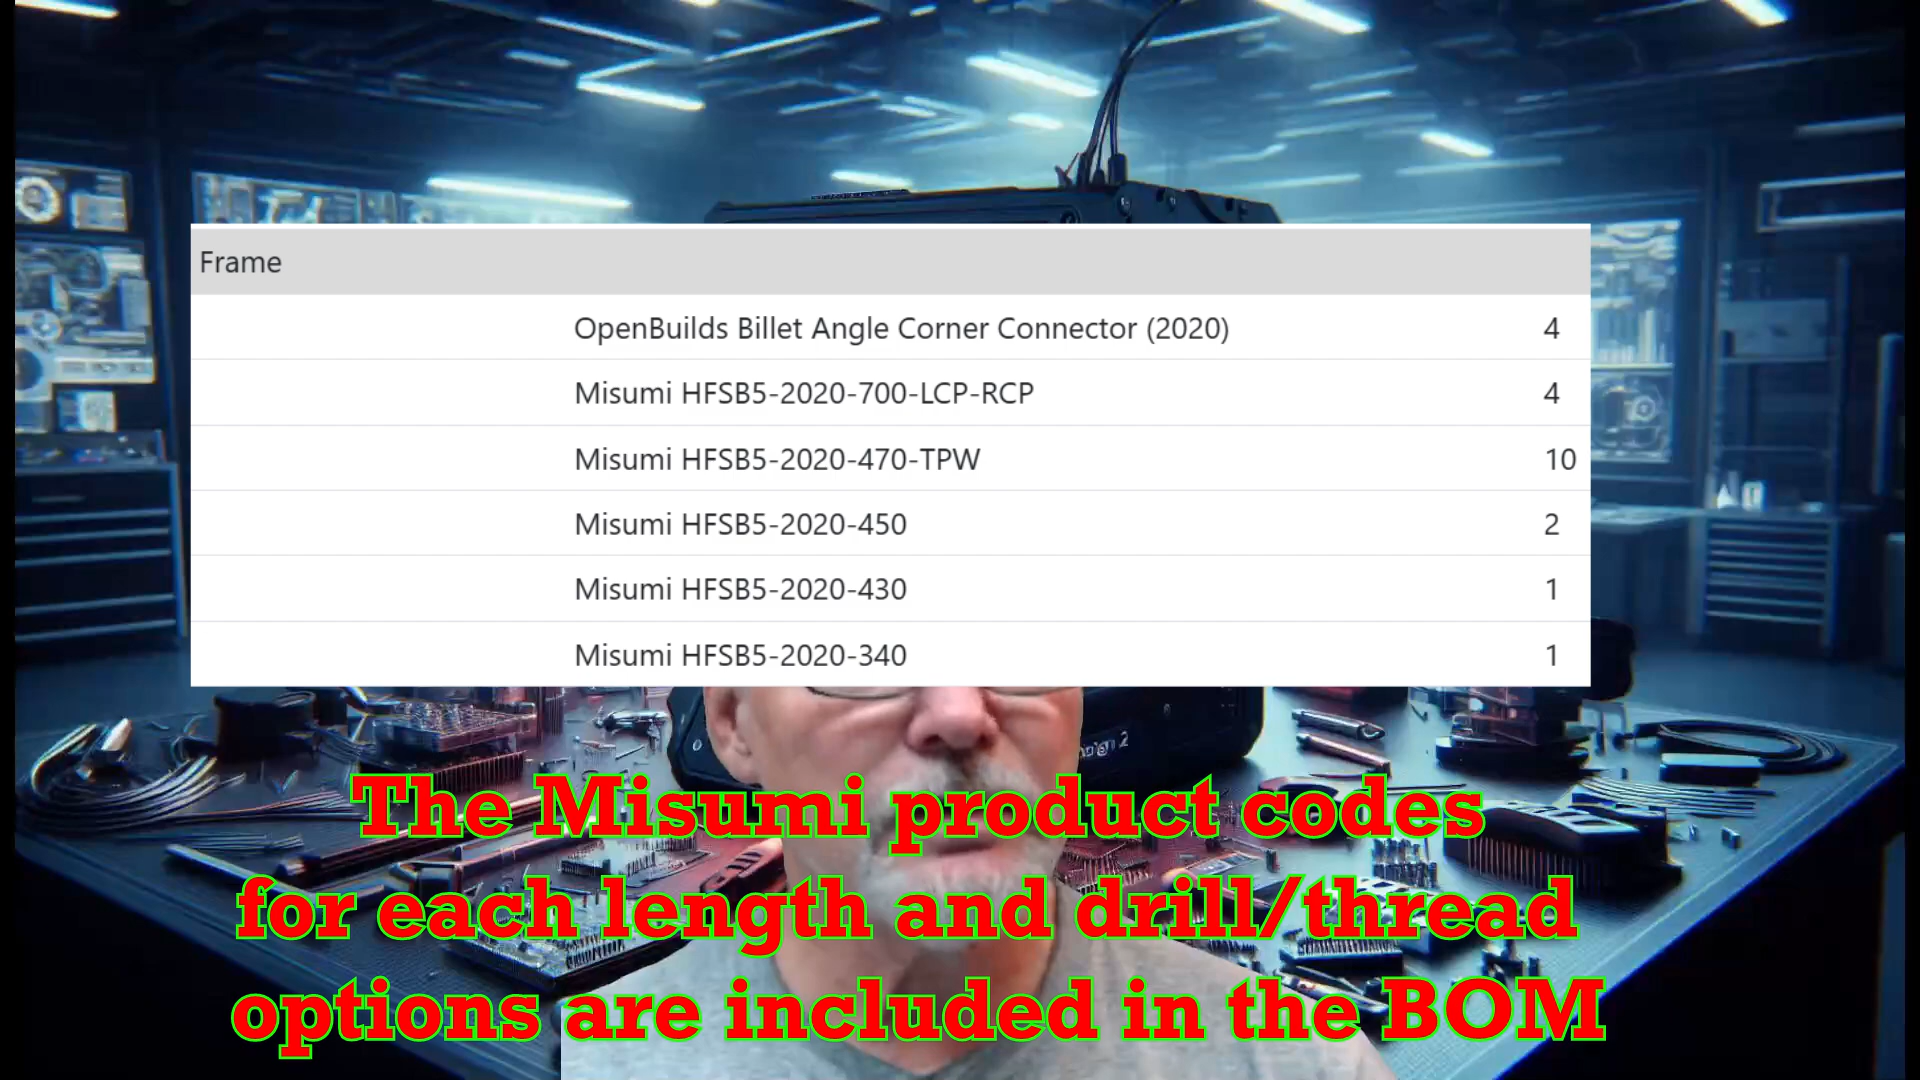 Frame
OpenBuilds Billet Angle Corner Connector (2020) 4
Misumi HFSB5-2020-700-LCP-RCP 4
Misumi HFSB5-2020-470-TPW 10
Misumi HFSB5-2020-450 2
Misumi HFSB5-2020-430 1
Misumi HFSB5-2020-340 1
The Misumi product codes
for each length and drill/thread
options are included in the BOM